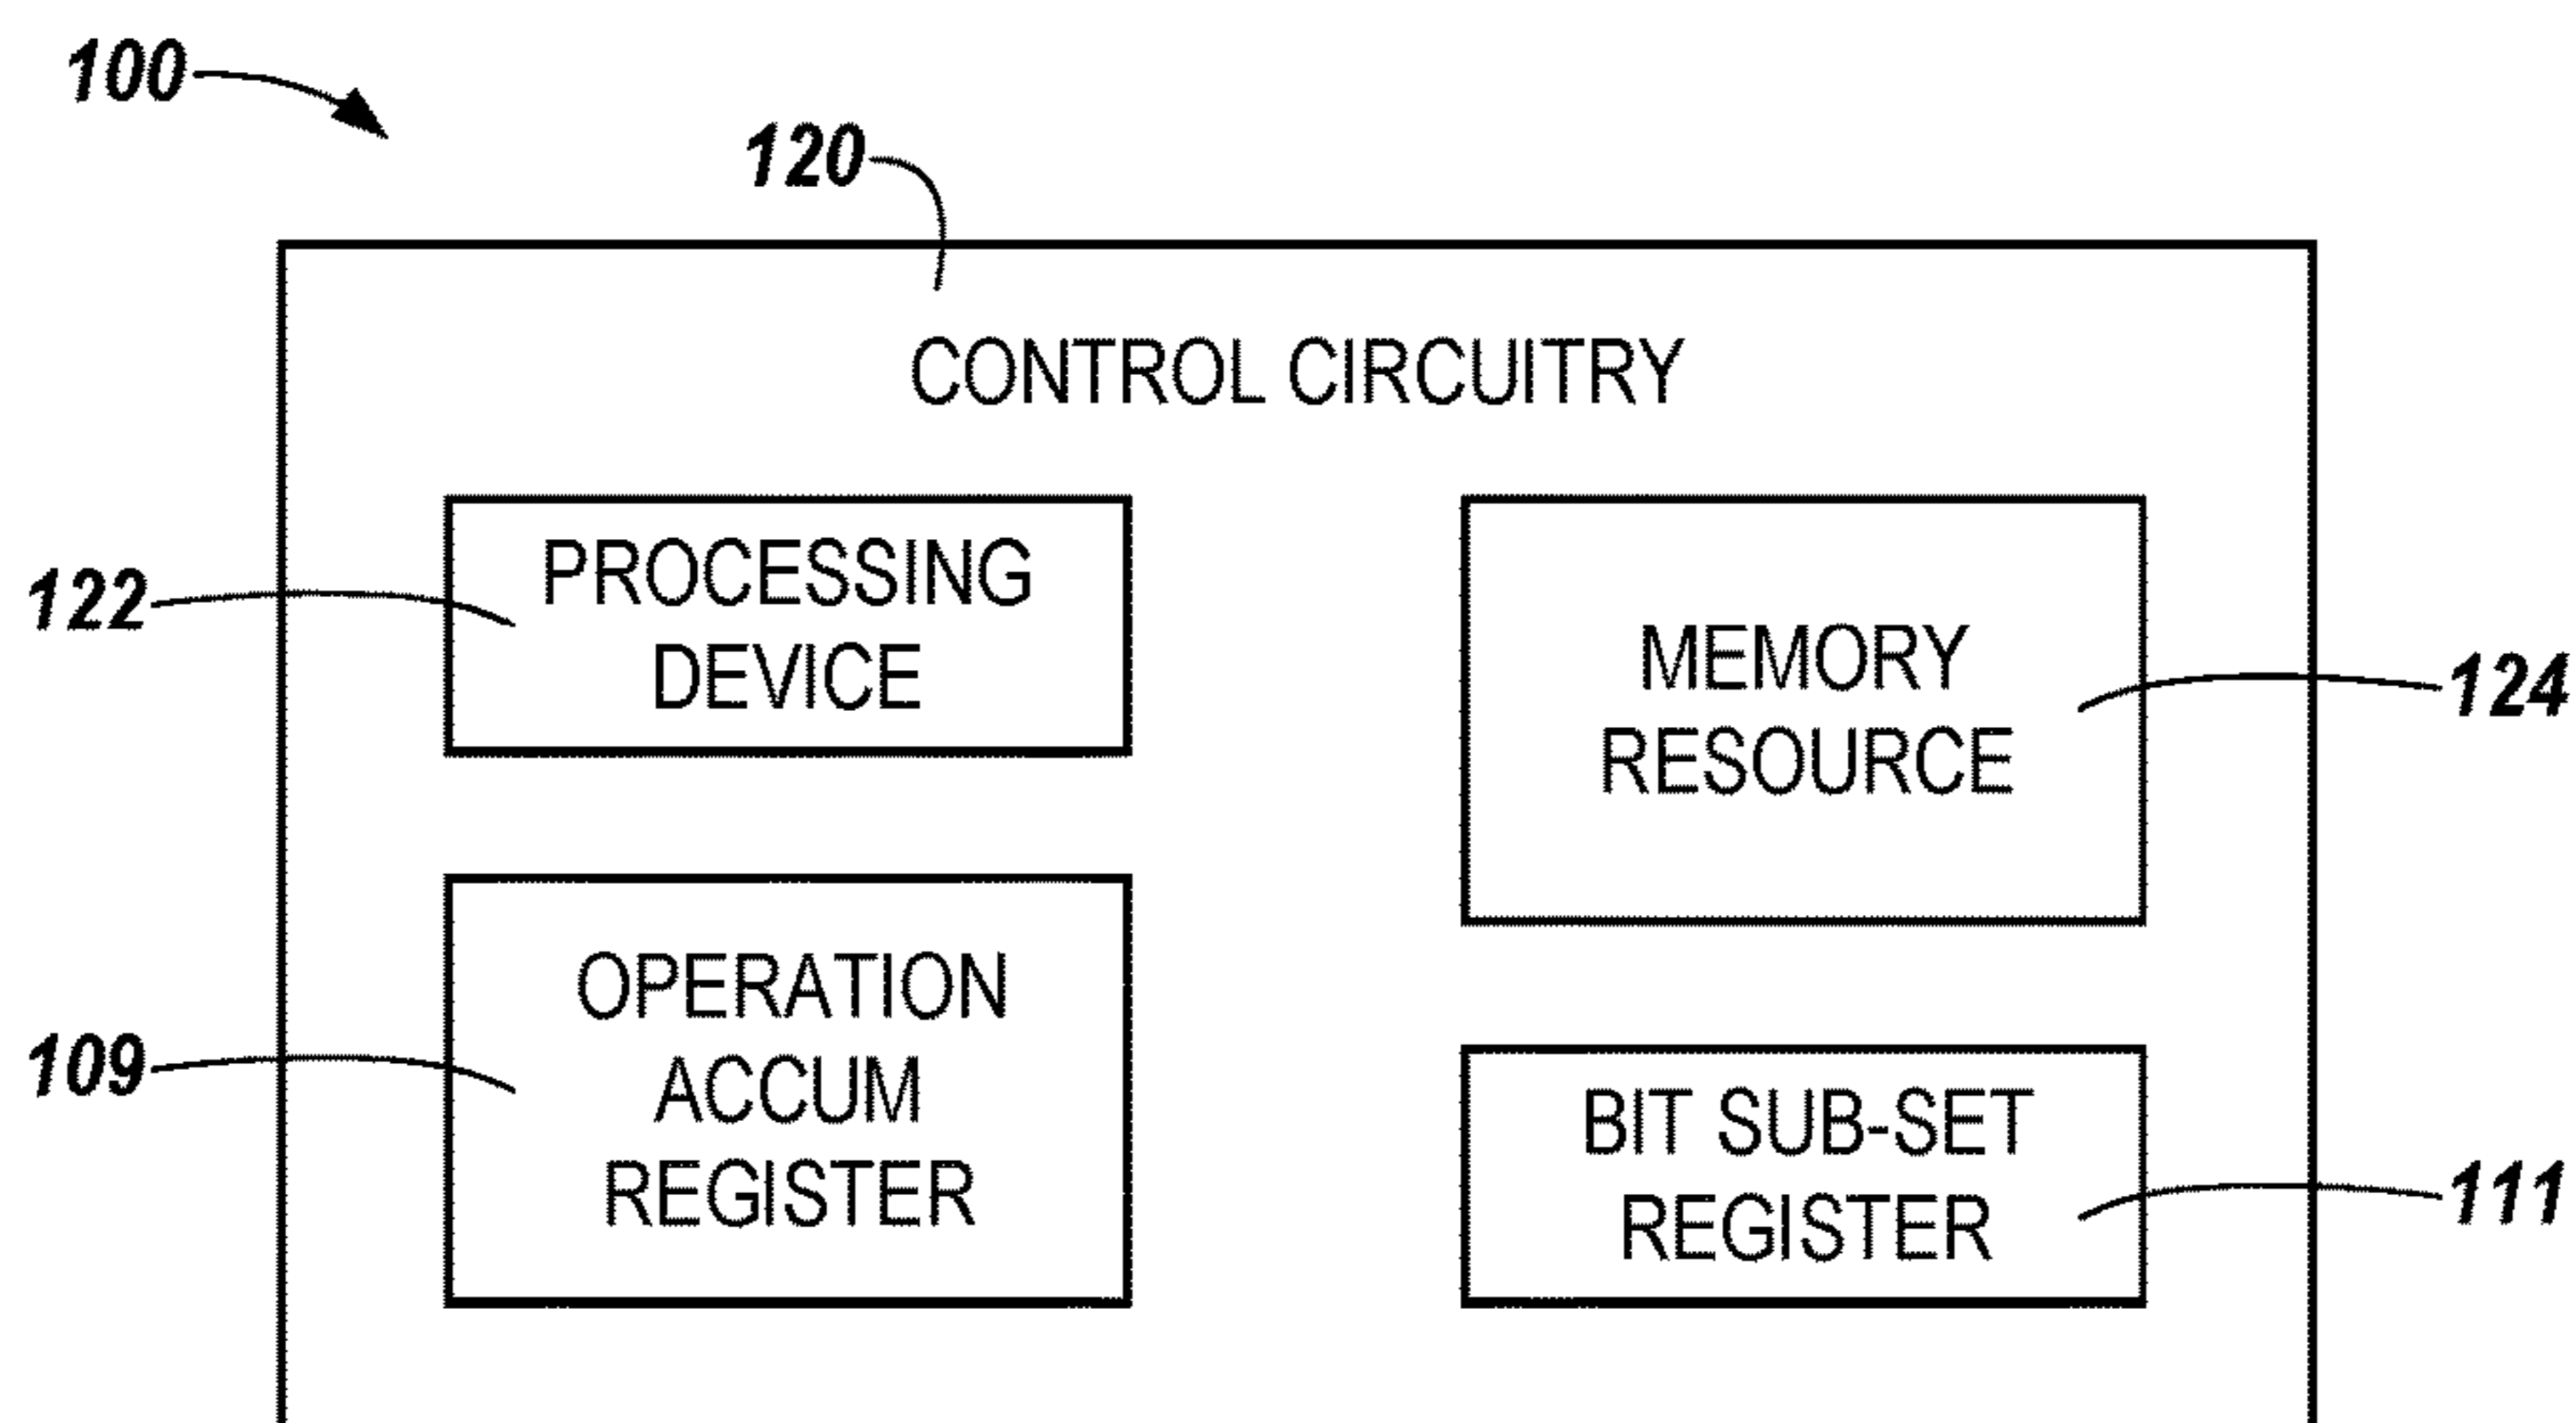 100
120
CONTROL CIRCUITRY
122
PROCESSING
DEVICE
MEMORY
RESOURCE
124
109
OPERATION
ACCUM
REGISTER
BIT SUB-SET
REGISTER
111